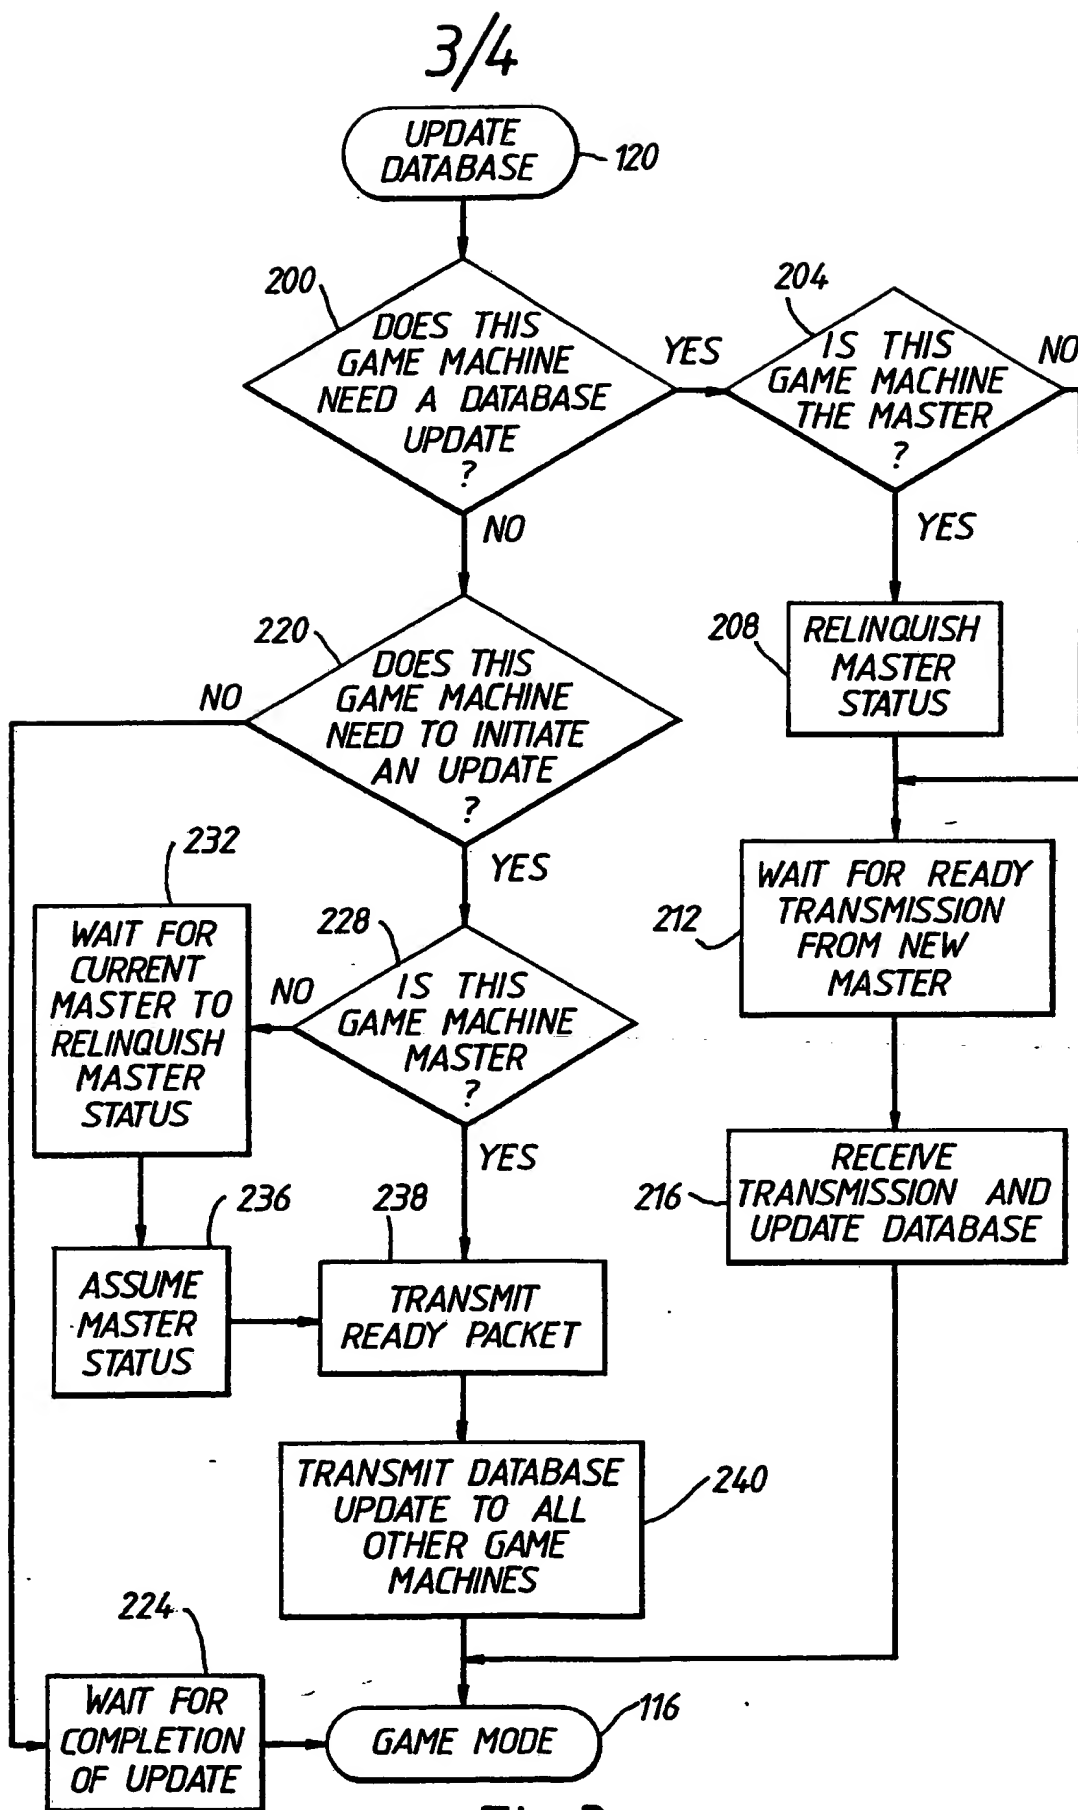 3/4
UPDATE
DATABASE
120
200
DOES THIS
GAME MACHINE
NEED A DATABASE
UPDATE
?
YES
204
IS THIS
GAME MACHINE
THE MASTER
?
NO
NO
YES
208
RELINQUISH
MASTER
STATUS
220
DOES THIS
GAME MACHINE
NEED TO INITIATE
AN UPDATE
?
NO
YES
212
WAIT FOR READY
TRANSMISSION
FROM NEW
MASTER
228
IS THIS
GAME MACHINE
MASTER
?
NO
YES
232
WAIT FOR
CURRENT
MASTER TO
RELINQUISH
MASTER
STATUS
216
RECEIVE
TRANSMISSION AND
UPDATE DATABASE
236
ASSUME
MASTER
STATUS
238
TRANSMIT
READY PACKET
240
TRANSMIT DATABASE
UPDATE TO ALL
OTHER GAME
MACHINES
224
WAIT FOR
COMPLETION
OF UPDATE
GAME MODE
116